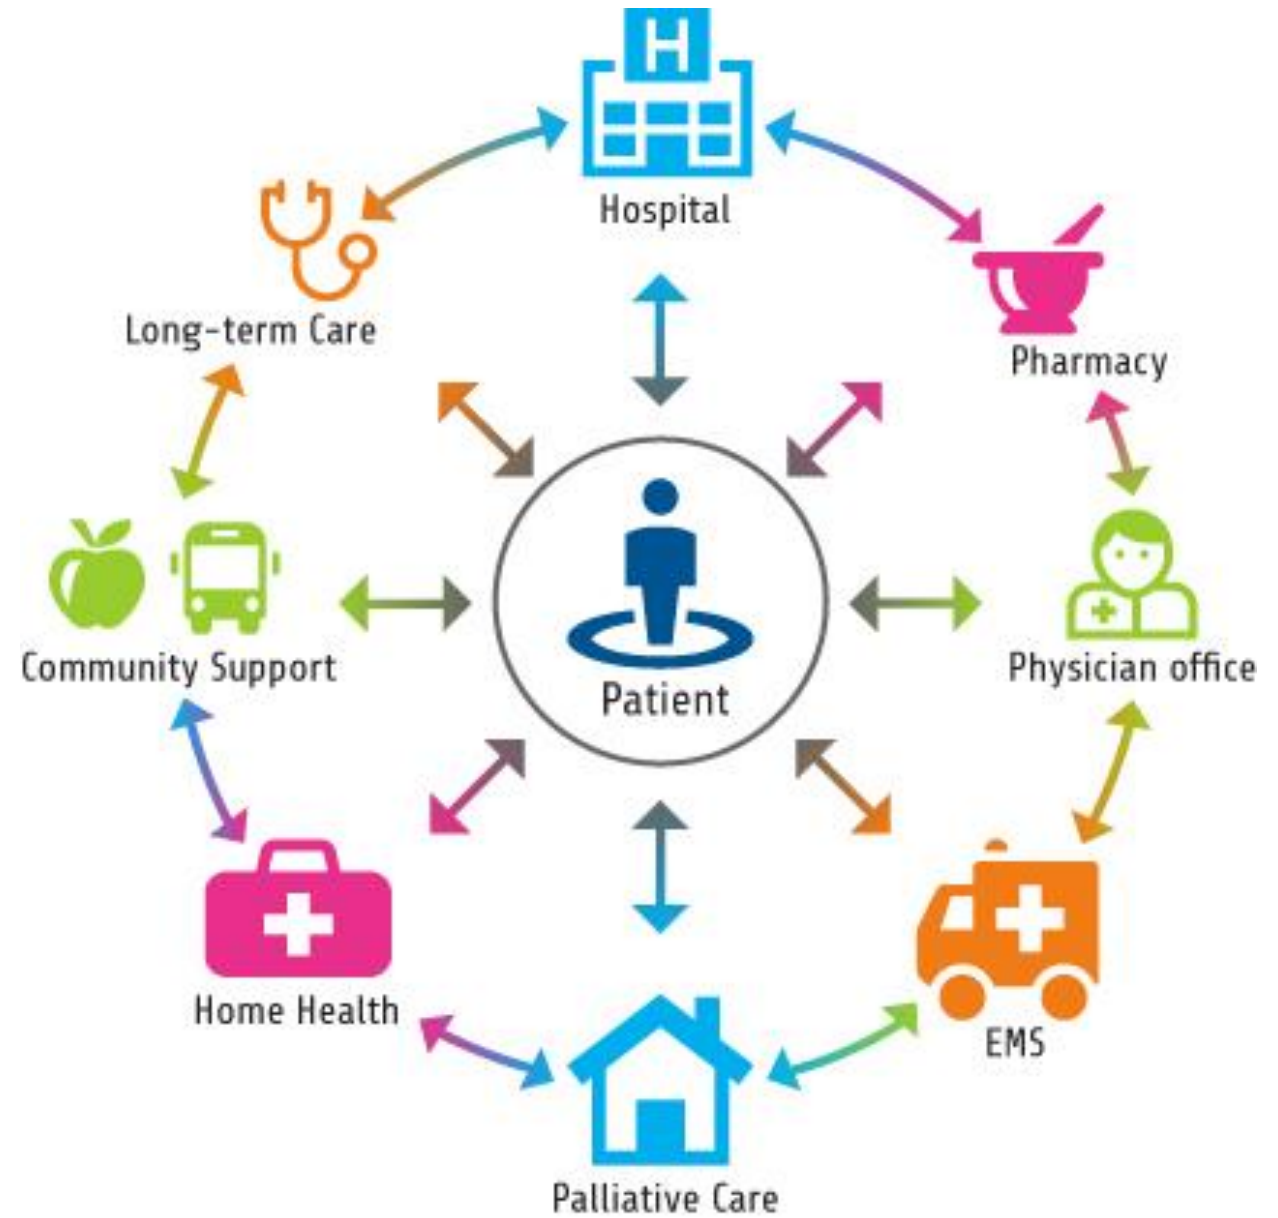 H
Hospital
Long-term Care
Pharmacy
Community Support
Patient
Physician office
Home Health
EMS
Palliative Care